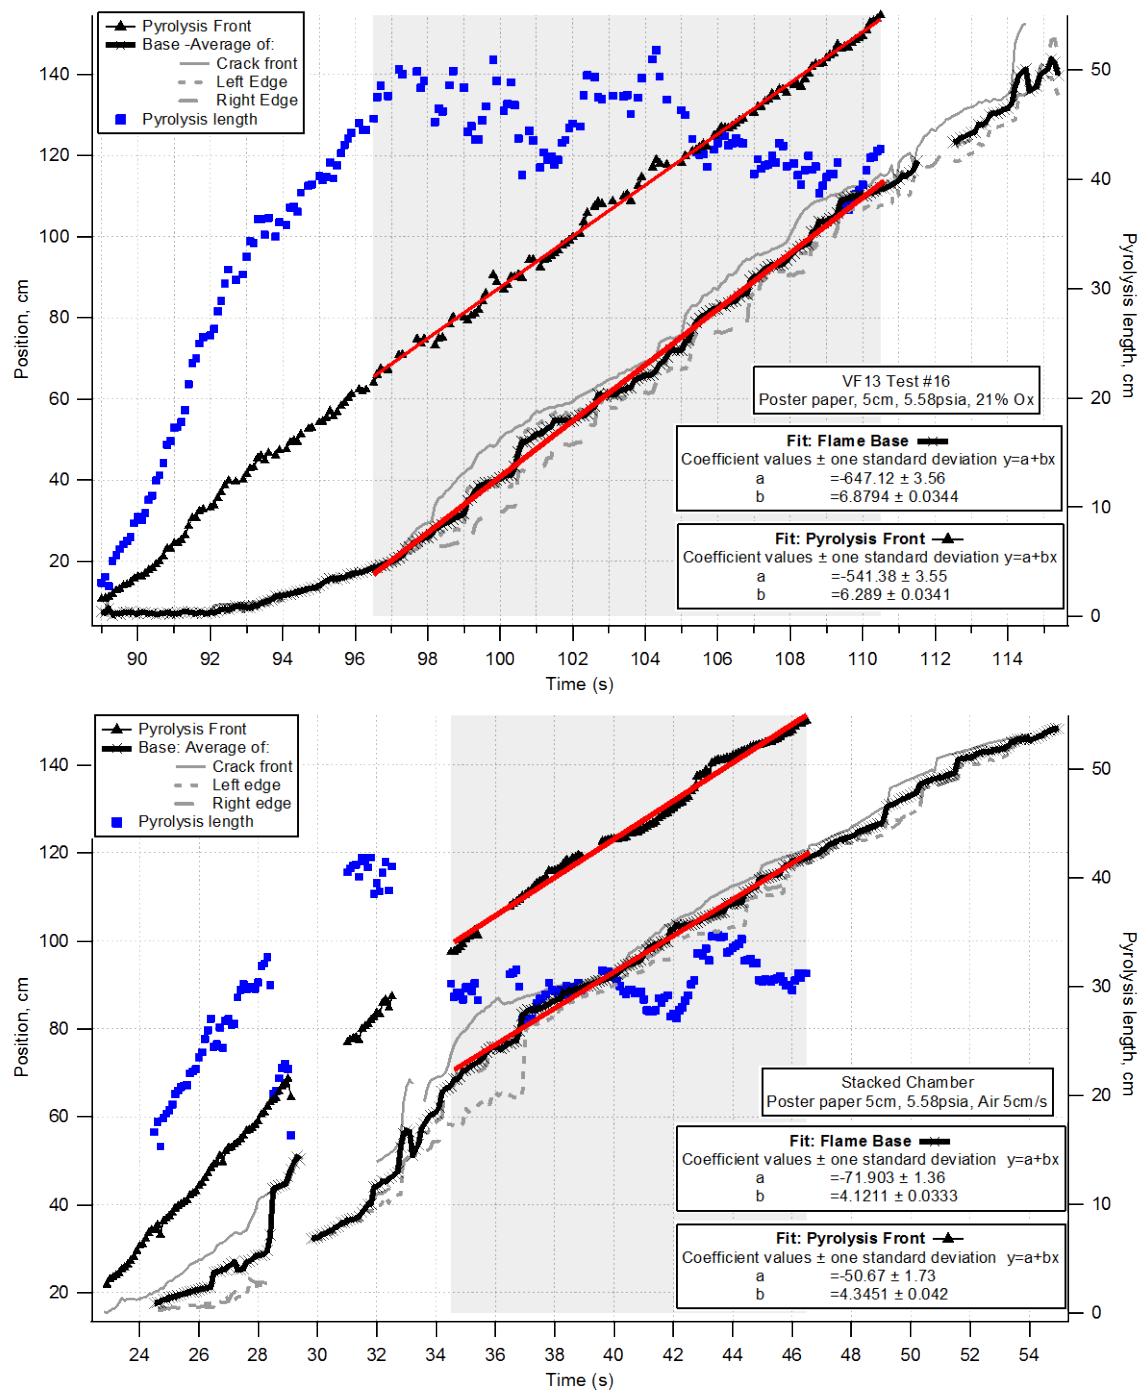 Pyrolysis Front
Base -Average of:
Crack front
Left Edge
Right Edge
Pyrolysis length
140
120
100
80
60
40
20
Position, cm
50
40
30
20
10
0
Pyrolysis length, cm
VF13 Test #16
Poster paper, 5cm, 5.58psia, 21% Ox
Fit: Flame Base
Coefficient values ± one standard deviation y=a+bx
a =-647.12 ± 3.56
b =6.8794 ± 0.0344
Fit: Pyrolysis Front
Coefficient values ± one standard deviation y=a+bx
a =-541.38 ± 3.55
b =6.289 ± 0.0341
90 92 94 96 98 100 102 104 106 108 110 112 114
Time (s)
Pyrolysis Front
Base: Average of:
Crack front
Left edge
Right edge
Pyrolysis length
140
120
100
80
60
40
20
Position, cm
50
40
30
20
10
0
Pyrolysis length, cm
Stacked Chamber
Poster paper 5cm, 5.58psia, Air 5cm/s
Fit: Flame Base
Coefficient values ± one standard deviation y=a+bx
a =-71.903 ± 1.36
b =4.1211 ± 0.0333
Fit: Pyrolysis Front
Coefficient values ± one standard deviation y=a+bx
a =-50.67 ± 1.73
b =4.3451 ± 0.042
24 26 28 30 32 34 36 38 40 42 44 46 48 50 52 54
Time (s)